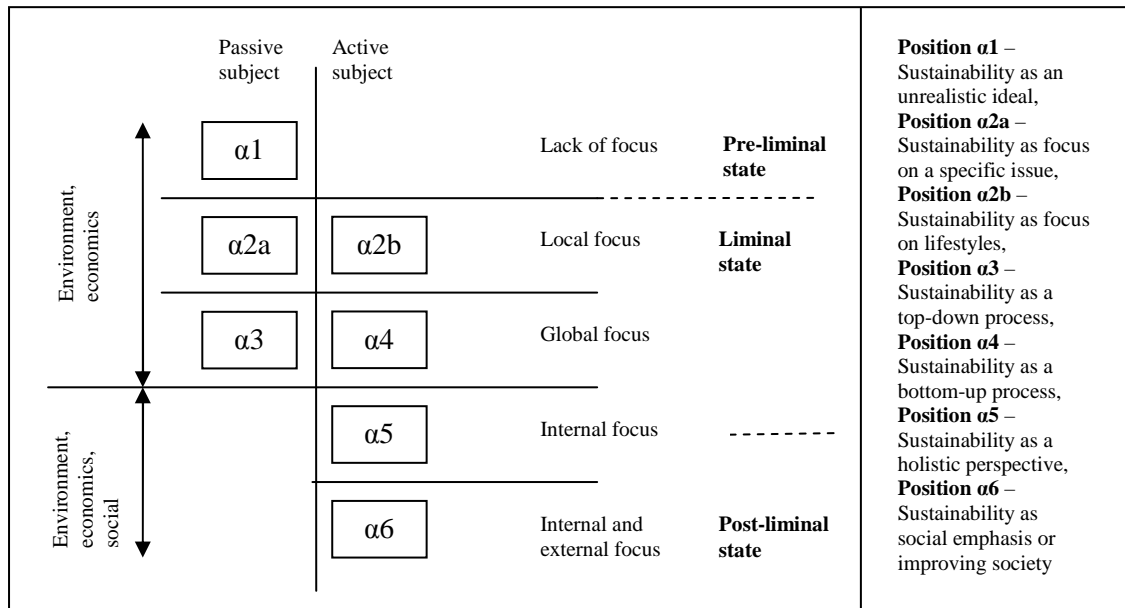 Passive
subject
Active
subject
Environment,
economics
α1
Lack of focus
Pre-liminal
state
α2a
α2b
Local focus
Liminal
state
α3
α4
Global focus
Environment,
economics,
social
α5
Internal focus
α6
Internal and
external focus
Post-liminal
state
Position α1 –
Sustainability as an
unrealistic ideal,
Position α2a –
Sustainability as focus
on a specific issue,
Position α2b –
Sustainability as focus
on lifestyles,
Position α3 –
Sustainability as a
top-down process,
Position α4 –
Sustainability as a
bottom-up process,
Position α5 –
Sustainability as a
holistic perspective,
Position α6 –
Sustainability as
social emphasis or
improving society